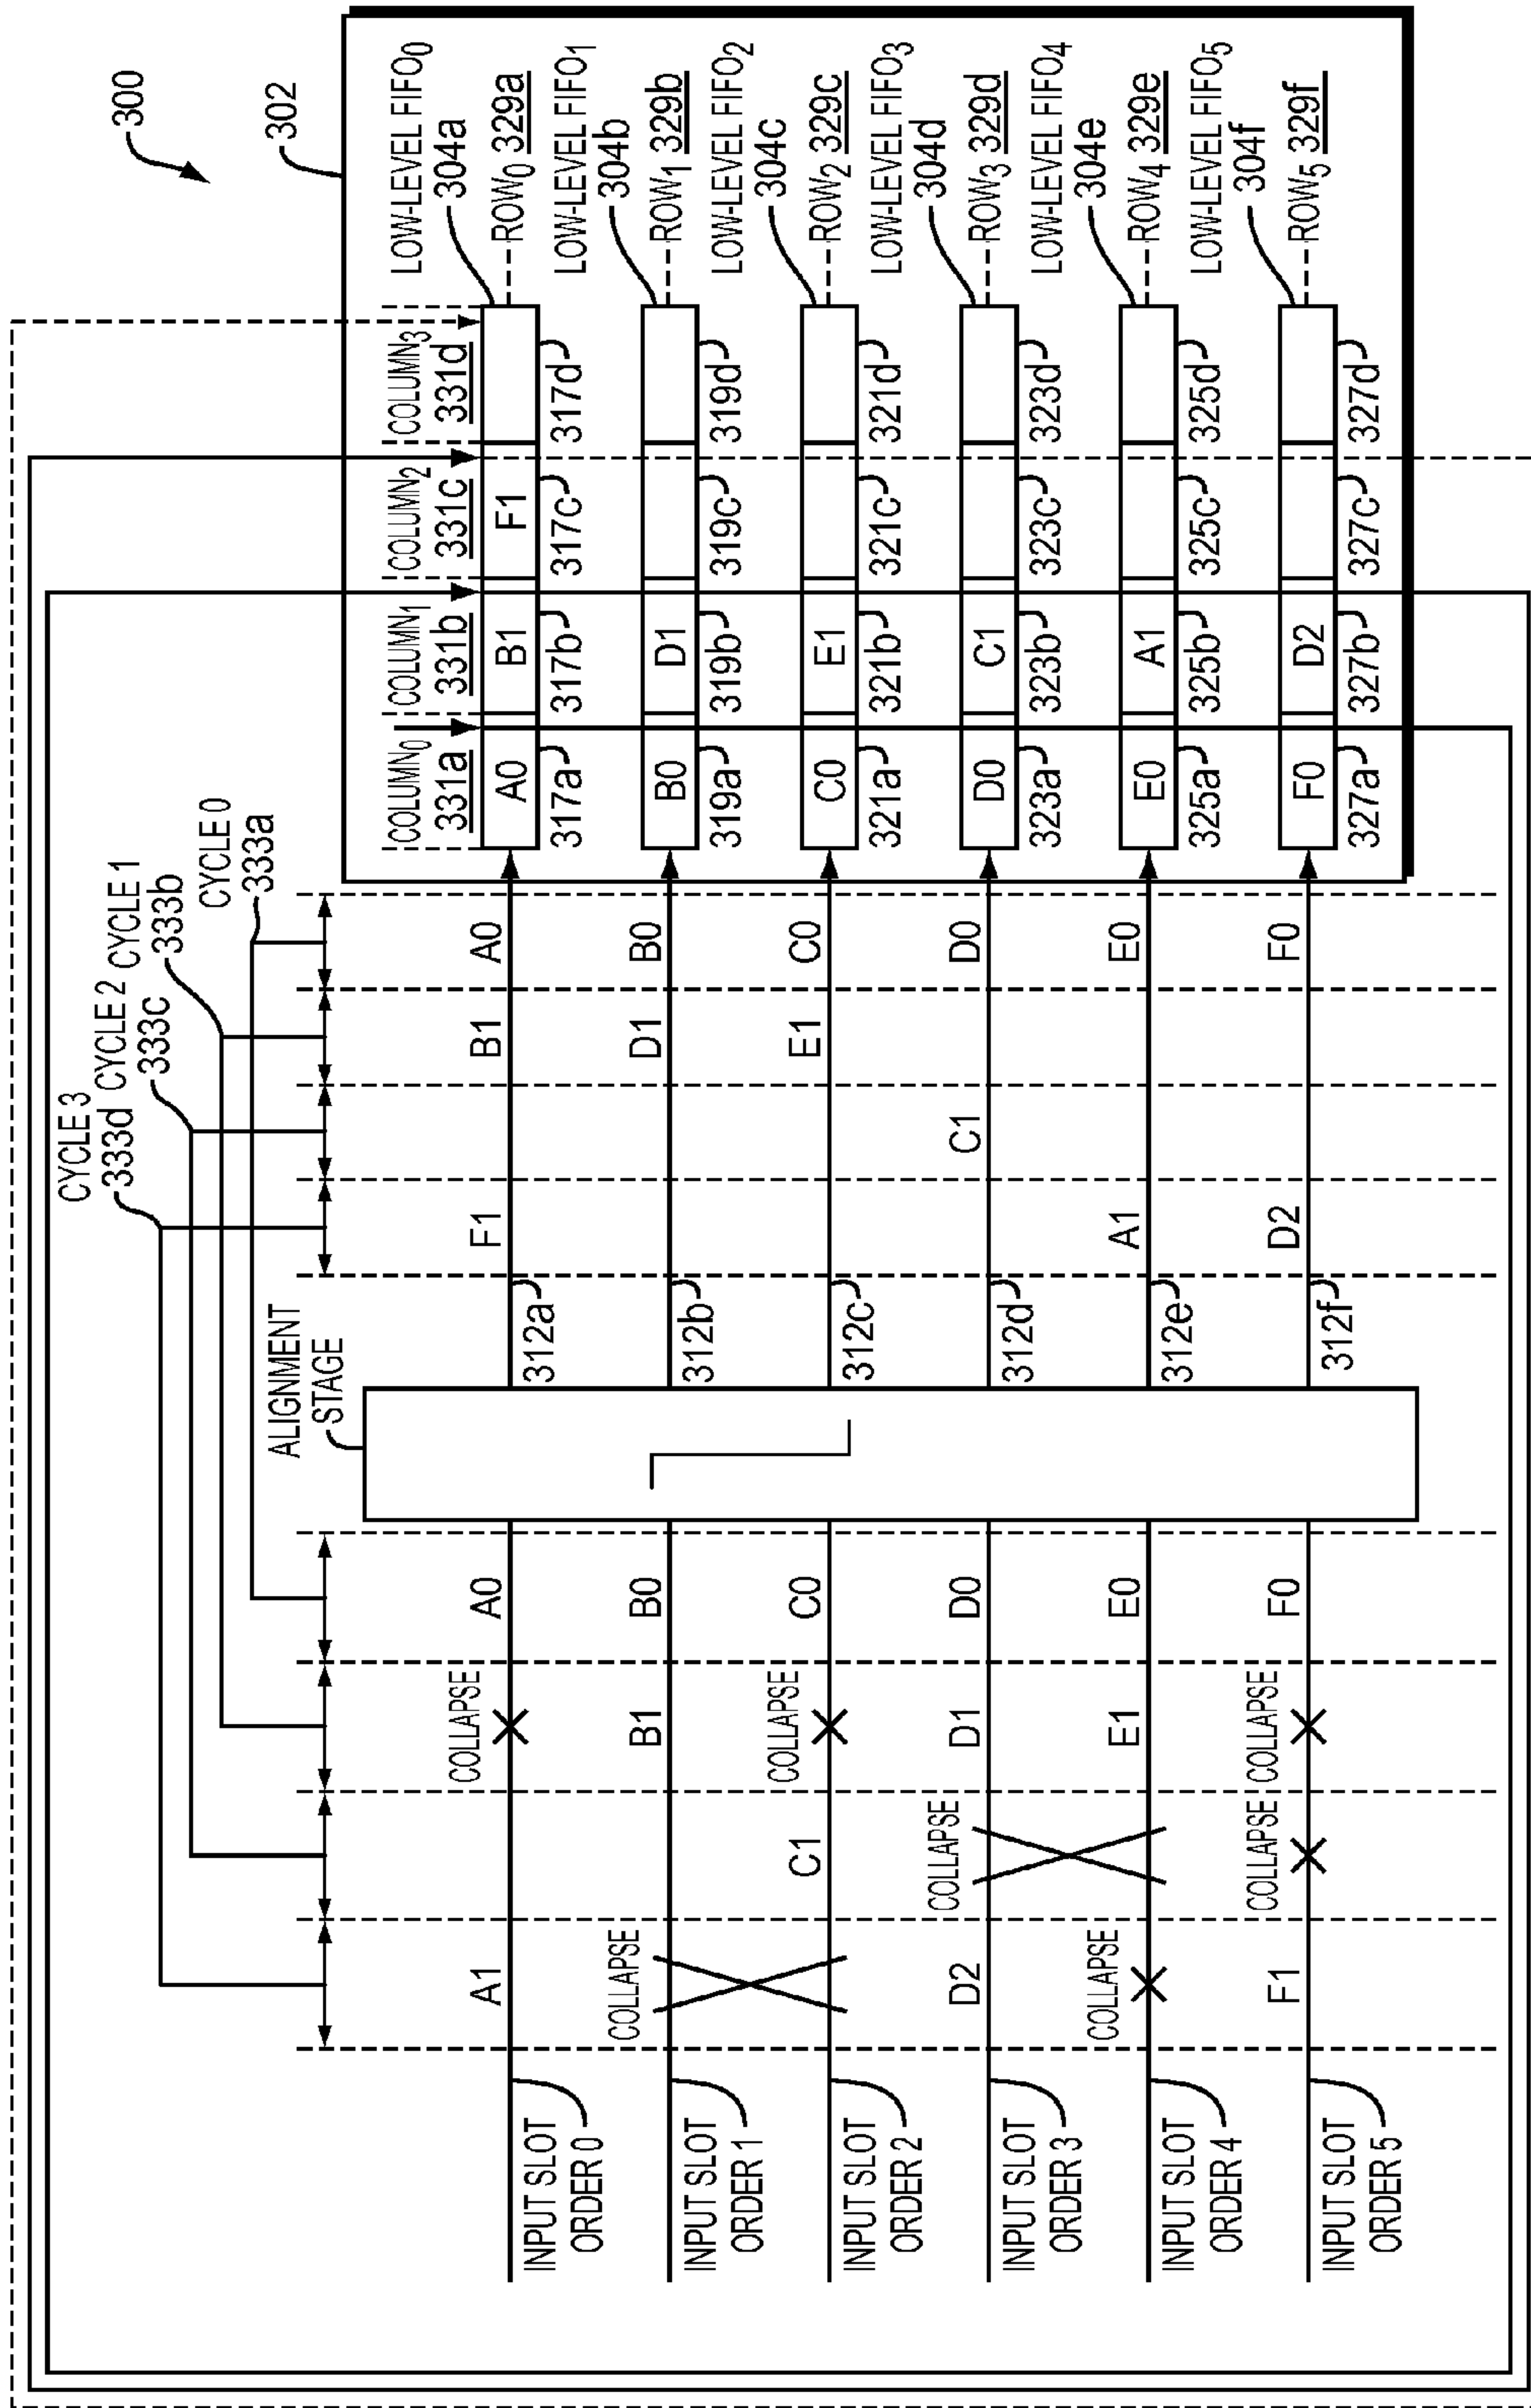 300
302
CYCLE 3
333d
CYCLE 2
333c
CYCLE 1
333b
CYCLE 0
333a
ALIGNMENT
STAGE
COLUMN0
331a
COLUMN1
331b
COLUMN2
331c
COLUMN3
331d
INPUT SLOT
ORDER 0
A1
COLLAPSE
A0
312a
F1
B1
A0
A0
B1
F1
317a
317b
317c
317d
LOW-LEVEL FIFO0
304a
ROW0 329a
INPUT SLOT
ORDER 1
COLLAPSE
B1
B0
312b
D1
B0
B0
D1
319a
319b
319c
319d
LOW-LEVEL FIFO1
304b
ROW1 329b
INPUT SLOT
ORDER 2
C1
COLLAPSE
C0
312c
E1
C0
C0
E1
321a
321b
321c
321d
LOW-LEVEL FIFO2
304c
ROW2 329c
INPUT SLOT
ORDER 3
D2
COLLAPSE
D1
D0
312d
C1
D0
D0
C1
323a
323b
323c
323d
LOW-LEVEL FIFO3
304d
ROW3 329d
INPUT SLOT
ORDER 4
COLLAPSE
E1
E0
312e
A1
E0
E0
A1
325a
325b
325c
325d
LOW-LEVEL FIFO4
304e
ROW4 329e
INPUT SLOT
ORDER 5
F1
COLLAPSE
COLLAPSE
F0
312f
D2
F0
F0
D2
327a
327b
327c
327d
LOW-LEVEL FIFO5
304f
ROW5 329f